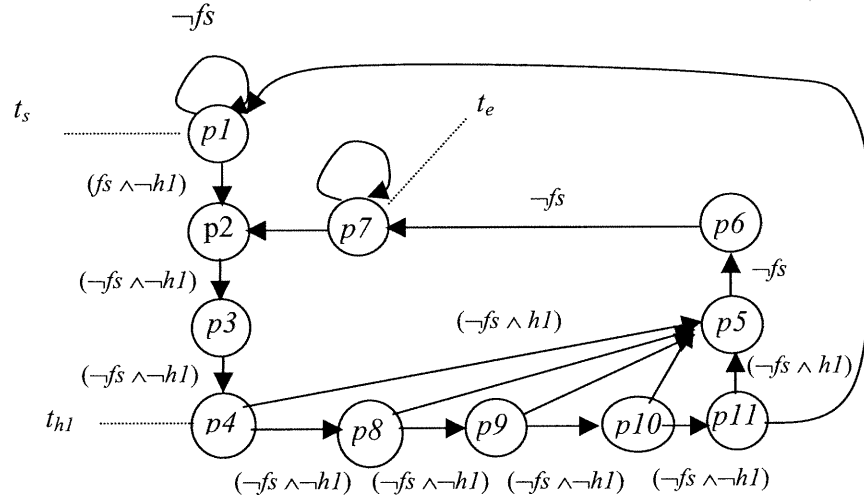 ¬fs
t_s
p1
t_e
(fs ∧¬h1)
p2
p7
¬fs
p6
(¬fs ∧¬h1)
¬fs
p3
(¬fs ∧ h1)
p5
(¬fs ∧¬h1)
(¬fs ∧ h1)
t_h1
p4
p8
p9
p10
p11
(¬fs ∧¬h1)
(¬fs ∧¬h1)
(¬fs ∧¬h1)
(¬fs ∧¬h1)